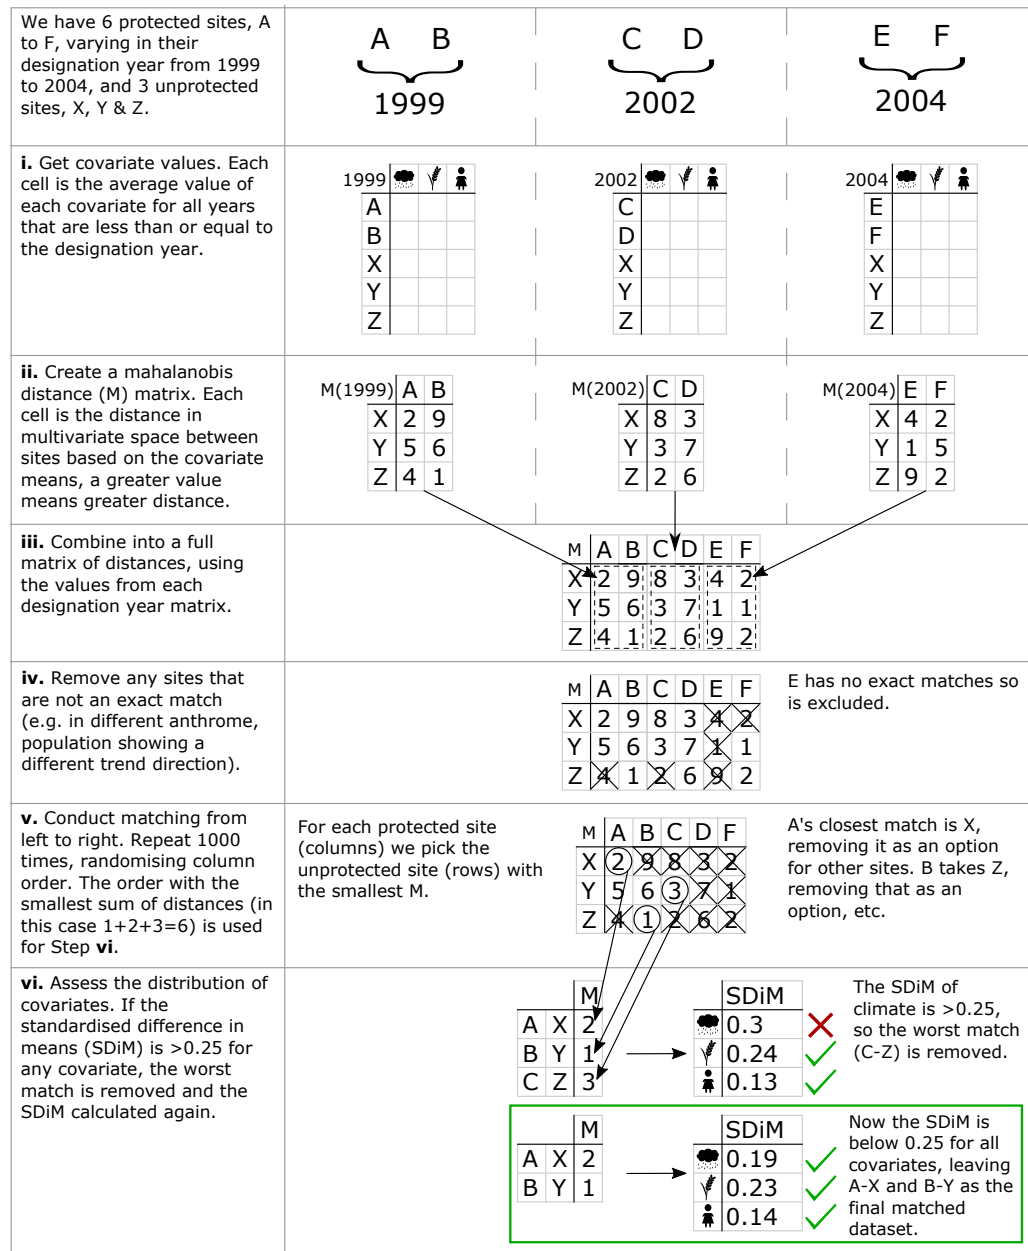 We have 6 protected sites, A
to F, varying in their
designation year from 1999
to 2004, and 3 unprotected
sites, X, Y & Z.
A B
1999
C D
2002
E F
2004
i. Get covariate values. Each
cell is the average value of
each covariate for all years
that are less than or equal to
the designation year.
1999
A
B
X
Y
Z
2002
C
D
X
Y
Z
2004
E
F
X
Y
Z
ii. Create a mahalanobis
distance (M) matrix. Each
cell is the distance in
multivariate space between
sites based on the covariate
means, a greater value
means greater distance.
M(1999) A B
X 2 9
Y 5 6
Z 4 1
M(2002) C D
X 8 3
Y 3 7
Z 2 6
M(2004) E F
X 4 2
Y 1 5
Z 9 2
iii. Combine into a full
matrix of distances, using
the values from each
designation year matrix.
M A B C D E F
X 2 9 8 3 4 2
Y 5 6 3 7 1 1
Z 4 1 2 6 9 2
iv. Remove any sites that
are not an exact match
(e.g. in different anthrome,
population showing a
different trend direction).
M A B C D E F
X 2 9 8 3 4 2
Y 5 6 3 7 1 1
Z 4 1 2 6 9 2
E has no exact matches so
is excluded.
v. Conduct matching from
left to right. Repeat 1000
times, randomising column
order. The order with the
smallest sum of distances (in
this case 1+2+3=6) is used
for Step vi.
For each protected site
(columns) we pick the
unprotected site (rows) with
the smallest M.
M A B C D F
X 2 9 8 3 2
Y 5 6 3 7 1
Z 4 1 2 6 2
A's closest match is X,
removing it as an option
for other sites. B takes Z,
removing that as an
option, etc.
vi. Assess the distribution of
covariates. If the
standardised difference in
means (SDiM) is >0.25 for
any covariate, the worst
match is removed and the
SDiM calculated again.
M
A X 2
B Y 1
C Z 3
SDiM
0.3
0.24
0.13
The SDiM of
climate is >0.25,
so the worst match
(C-Z) is removed.
M
A X 2
B Y 1
SDiM
0.19
0.23
0.14
Now the SDiM is
below 0.25 for all
covariates, leaving
A-X and B-Y as the
final matched
dataset.